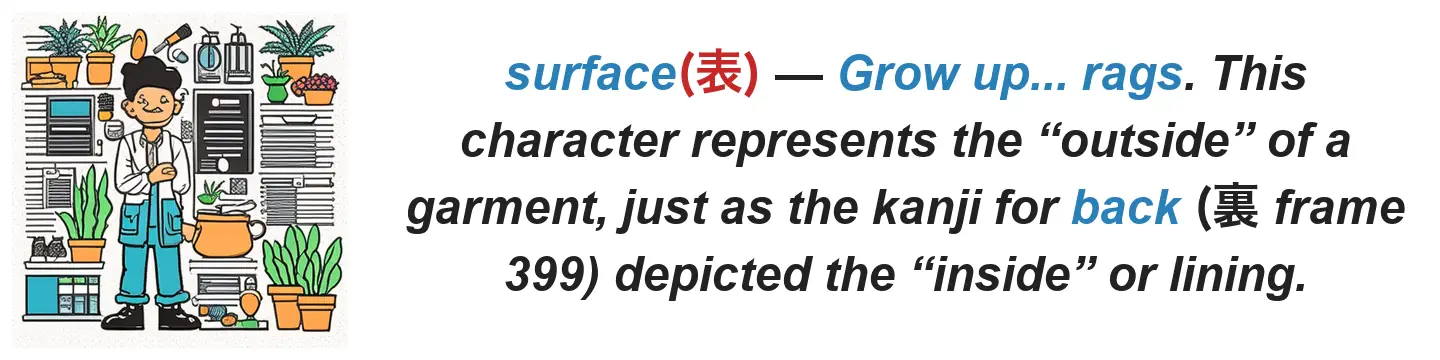 surface(表) — Grow up... rags. This
character represents the “outside” of a
garment, just as the kanji for back (裏 frame
399) depicted the “inside” or lining.